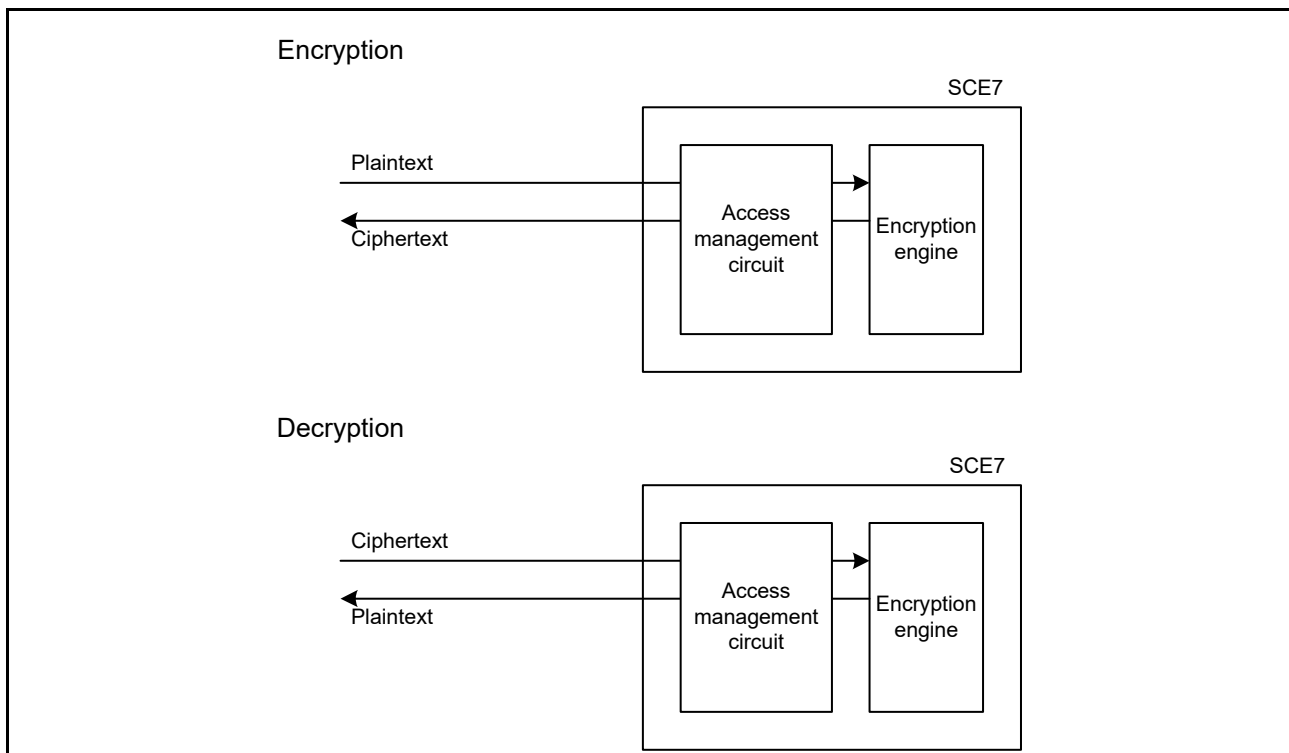 Encryption
SCE7
Plaintext
Ciphertext
Access
management
circuit
Encryption
engine
Decryption
SCE7
Ciphertext
Plaintext
Access
management
circuit
Encryption
engine